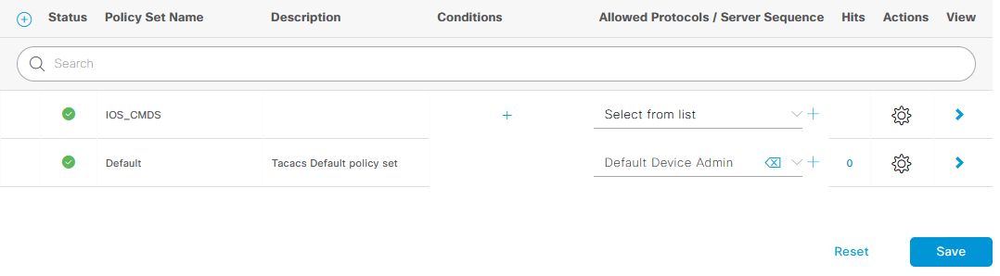 Status Policy Set Name Description Conditions Allowed Protocols / Server Sequence Hits Actions View
Search
IOS_CMDS Select from list
Default Tacacs Default policy set Default Device Admin 0
Reset Save